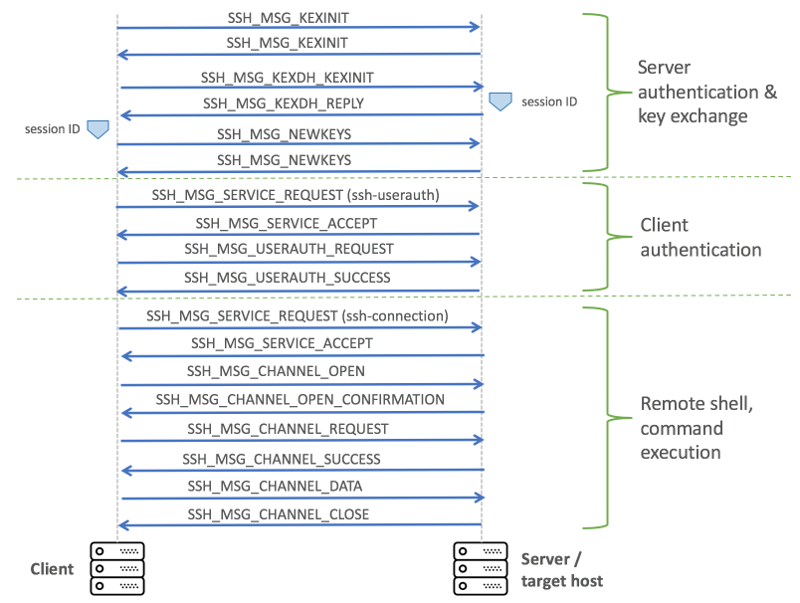 SSH_MSG_KEXINIT
SSH_MSG_KEXINIT
SSH_MSG_KEXDH_KEXINIT
SSH_MSG_KEXDH_REPLY
session ID
session ID
SSH_MSG_NEWKEYS
SSH_MSG_NEWKEYS
Server
authentication &
key exchange
SSH_MSG_SERVICE_REQUEST (ssh-userauth)
SSH_MSG_SERVICE_ACCEPT
SSH_MSG_USERAUTH_REQUEST
SSH_MSG_USERAUTH_SUCCESS
Client
authentication
SSH_MSG_SERVICE_REQUEST (ssh-connection)
SSH_MSG_SERVICE_ACCEPT
SSH_MSG_CHANNEL_OPEN
SSH_MSG_CHANNEL_OPEN_CONFIRMATION
SSH_MSG_CHANNEL_REQUEST
SSH_MSG_CHANNEL_SUCCESS
SSH_MSG_CHANNEL_DATA
SSH_MSG_CHANNEL_CLOSE
Remote shell,
command
execution
Client
Server /
target host